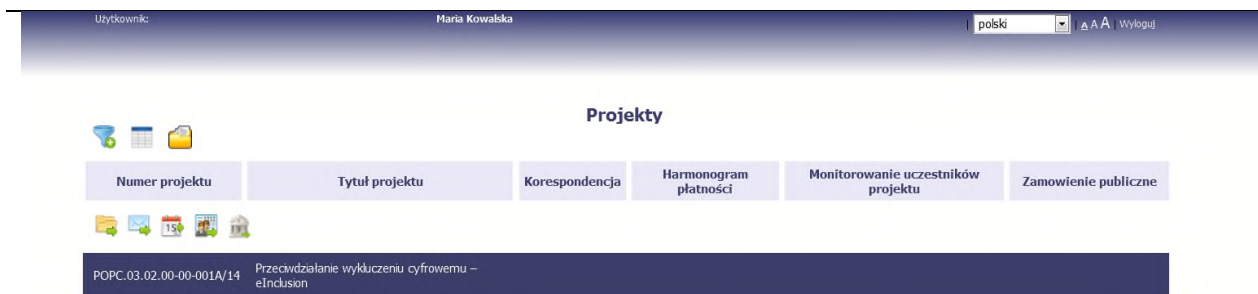 Użytkownik: Maria Kowalska | polski | A A A | Wyloguj
Projekty
Numer projektu Tytuł projektu Korespondencja Harmonogram płatności Monitorowanie uczestników projektu Zamowienie publiczne
15
POPC.03.02.00-00-001A/14 Przeciwdziałanie wykluczeniu cyfrowemu –
eInclusion